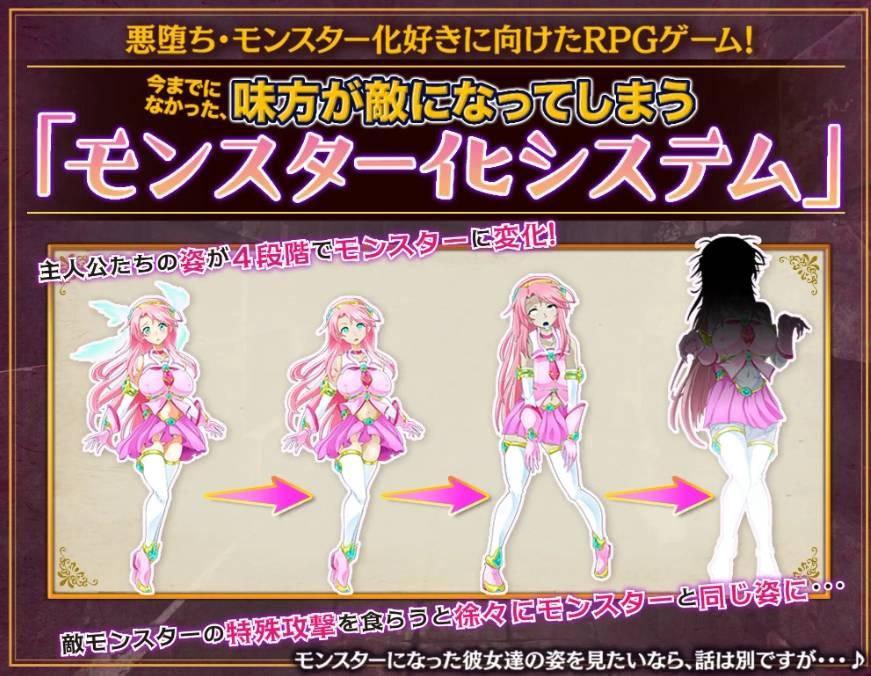 悪堕ち・モンスター化好きに向けたRPGゲーム!
今までに
なかった、味方が敵になってしまう
「モンスター化システム」
主人公たちの姿が4段階でモンスターに変化!
敵モンスターの特殊攻撃を食らうと徐々にモンスターと同じ姿に・・・
モンスターになった彼女達の姿を見たいなら、話は別ですが・・・♪